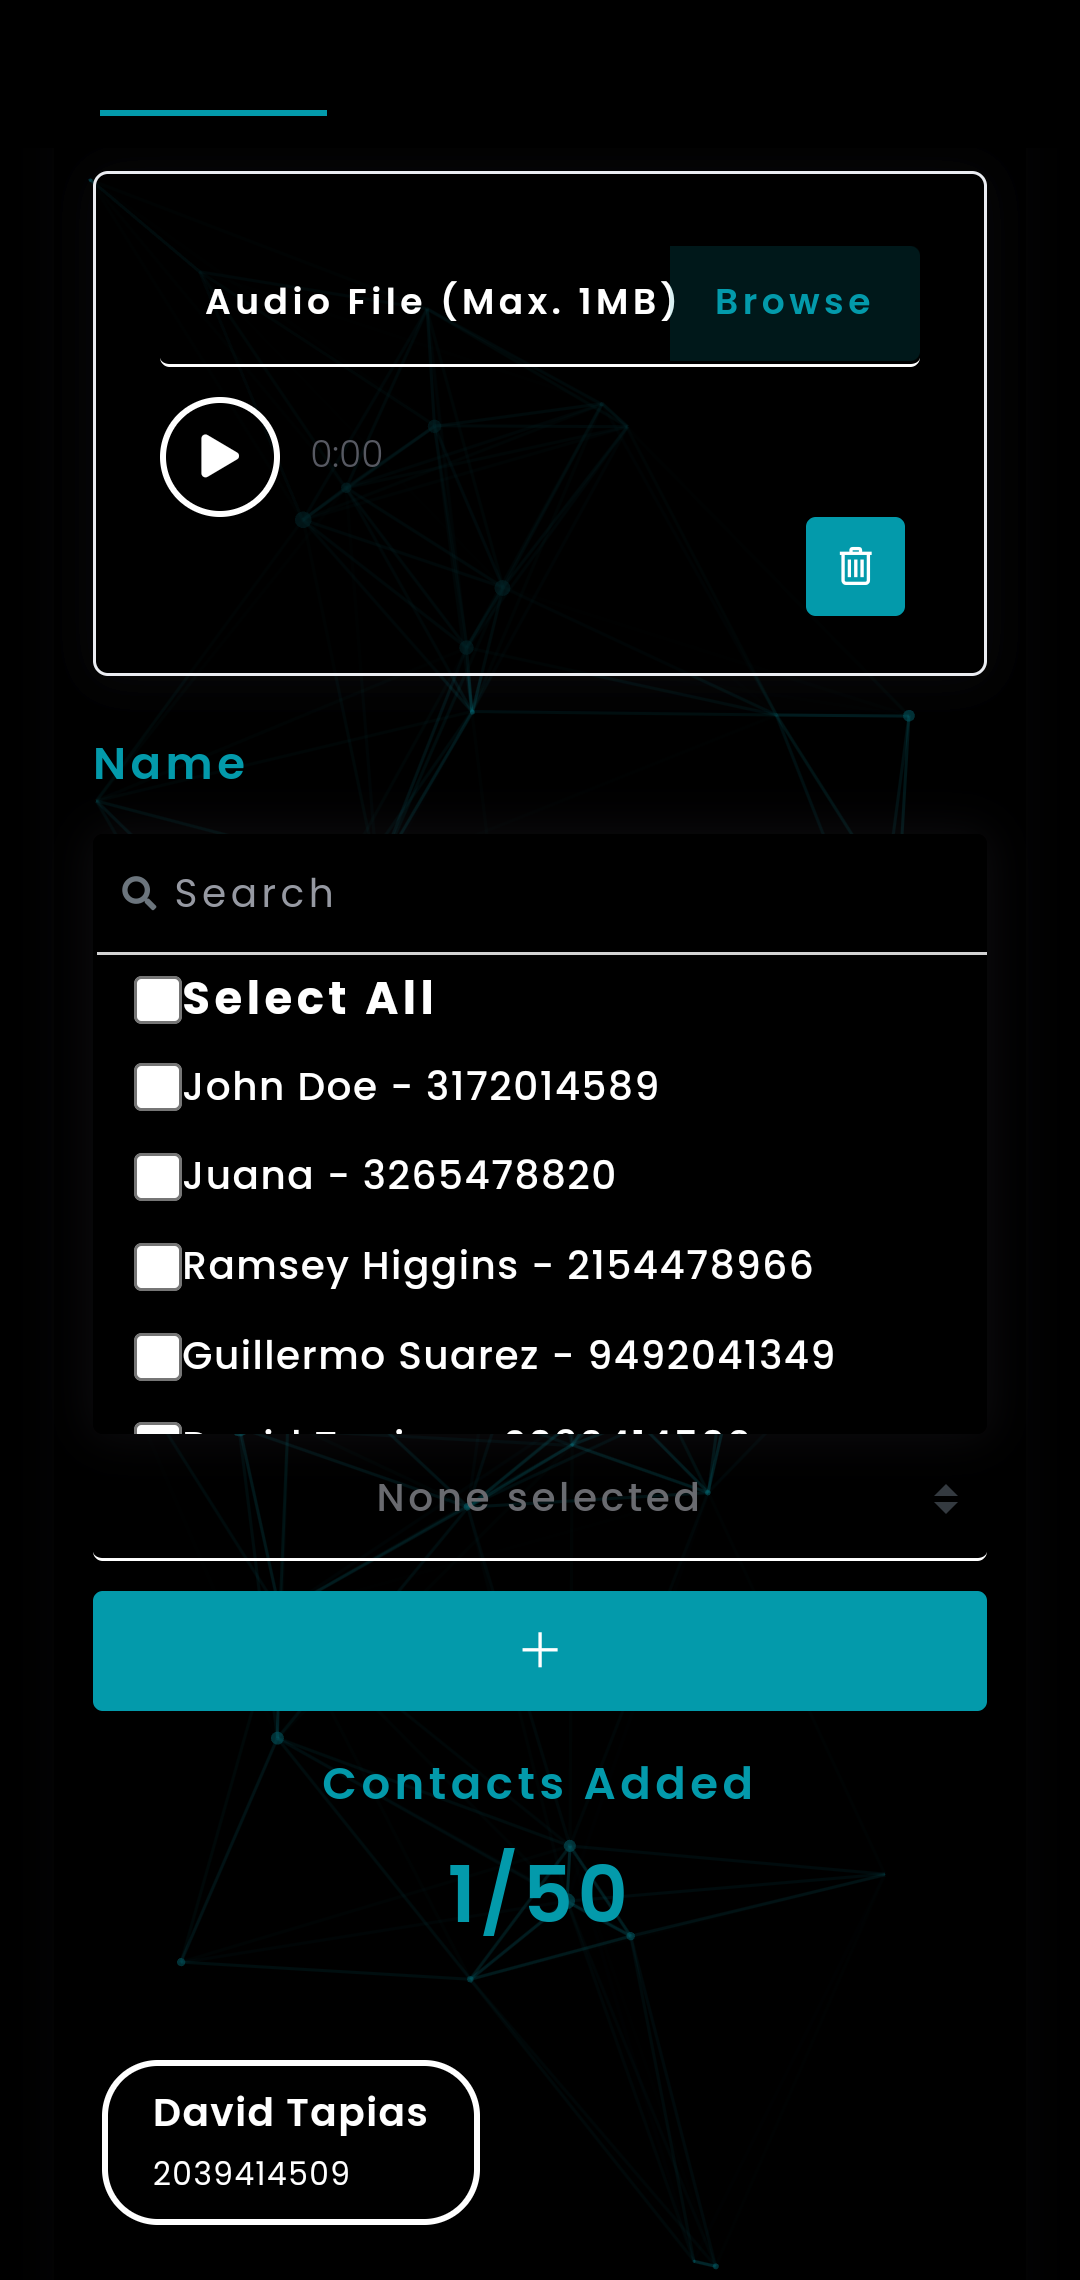 Audio File (Max. 1MB) Browse
0:00
Name
Search
Select All
John Doe - 3172014589
Juana - 3265478820
Ramsey Higgins - 2154478966
Guillermo Suarez - 9492041349
None selected
+
Contacts Added
1/50
David Tapias
2039414509